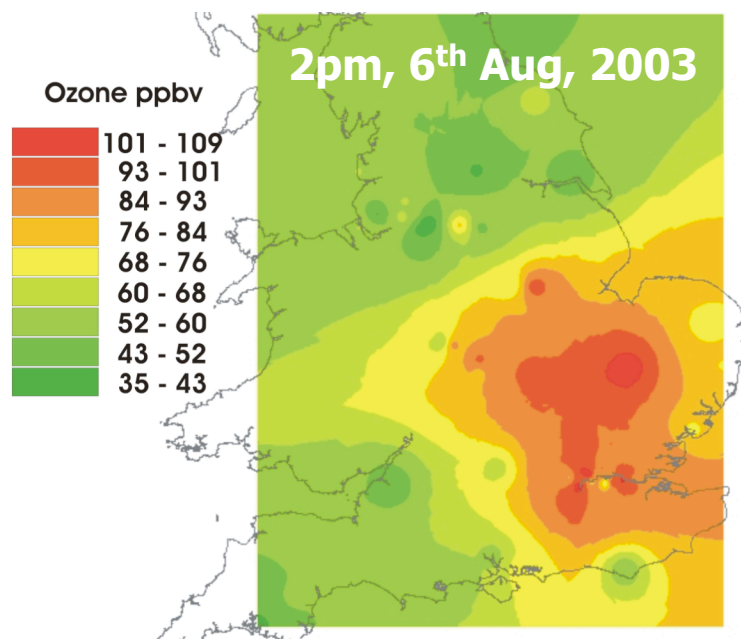 2pm, 6th Aug, 2003
Ozone ppbv
101 - 109
93 - 101
84 - 93
76 - 84
68 - 76
60 - 68
52 - 60
43 - 52
35 - 43